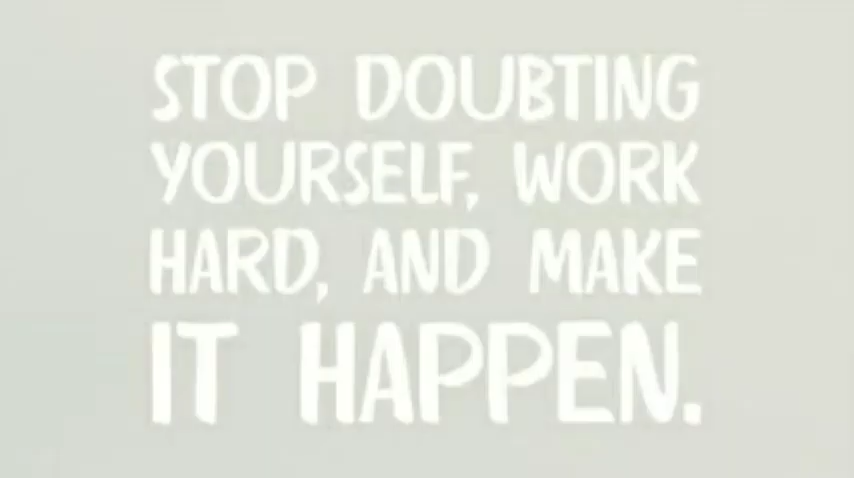 STOP DOUBTING
YOURSELF, WORK
HARD, AND MAKE
IT HAPPEN.